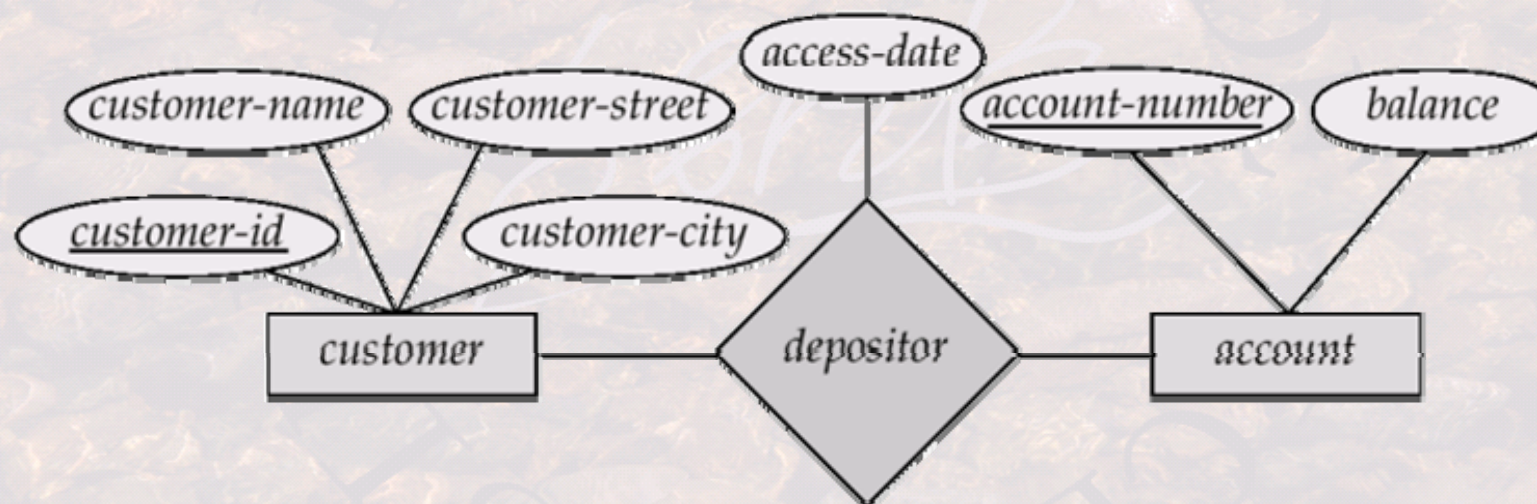 access-date
customer-name customer-street account-number balance
customer-id customer-city
customer depositor account